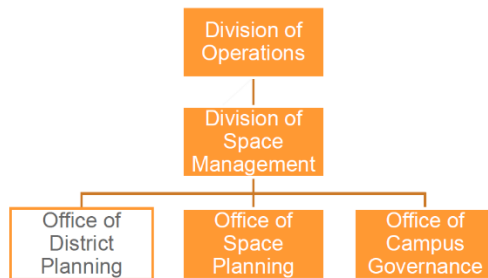 Division of
Operations
Division of
Space
Management
Office of
District
Planning
Office of
Space
Planning
Office of
Campus
Governance